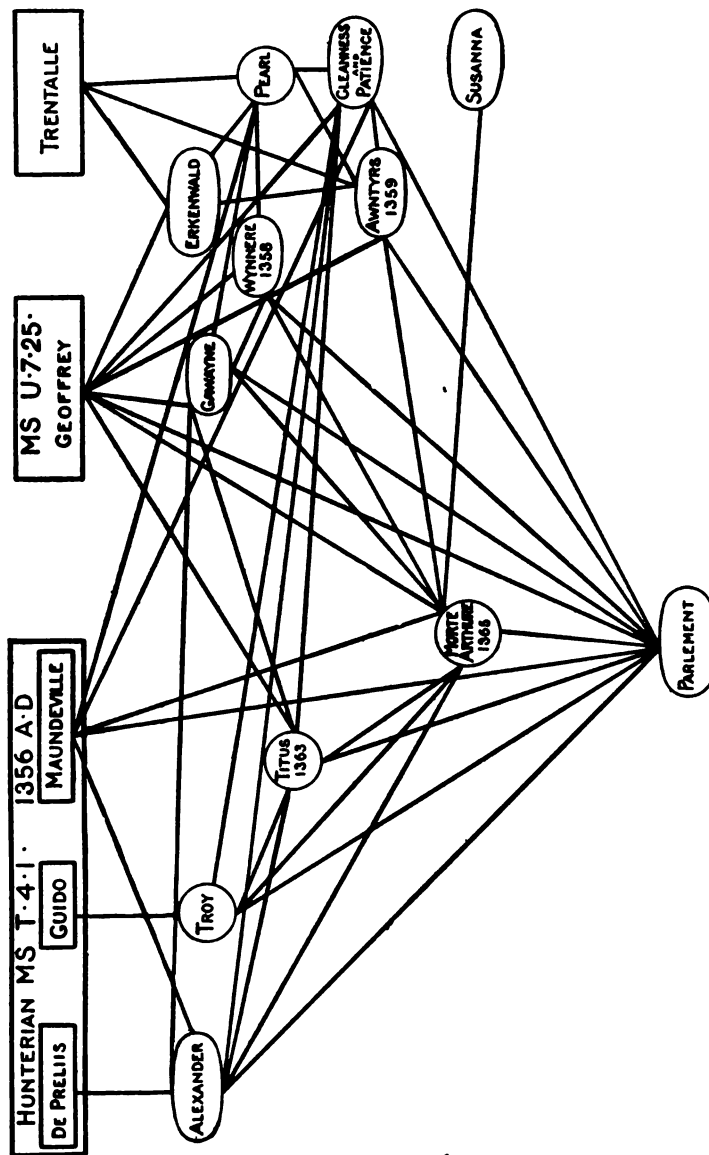 HUNTERIAN MS T·4·1· 1356 A·D
DE PRELIIS
GUIDO
MAUNDEVILLE
MS U·7·25·
GEOFFREY
TRENTALLE
ALEXANDER
TROY
TITUS
1363
GAWAYNE
WYNNERE
1358
ERKENWALD
PEARL
CLEANNESS
AND
PATIENCE
AWNTYRS
1359
MORTE
ARTHURE
1365
SUSANNA
PARLEMENT